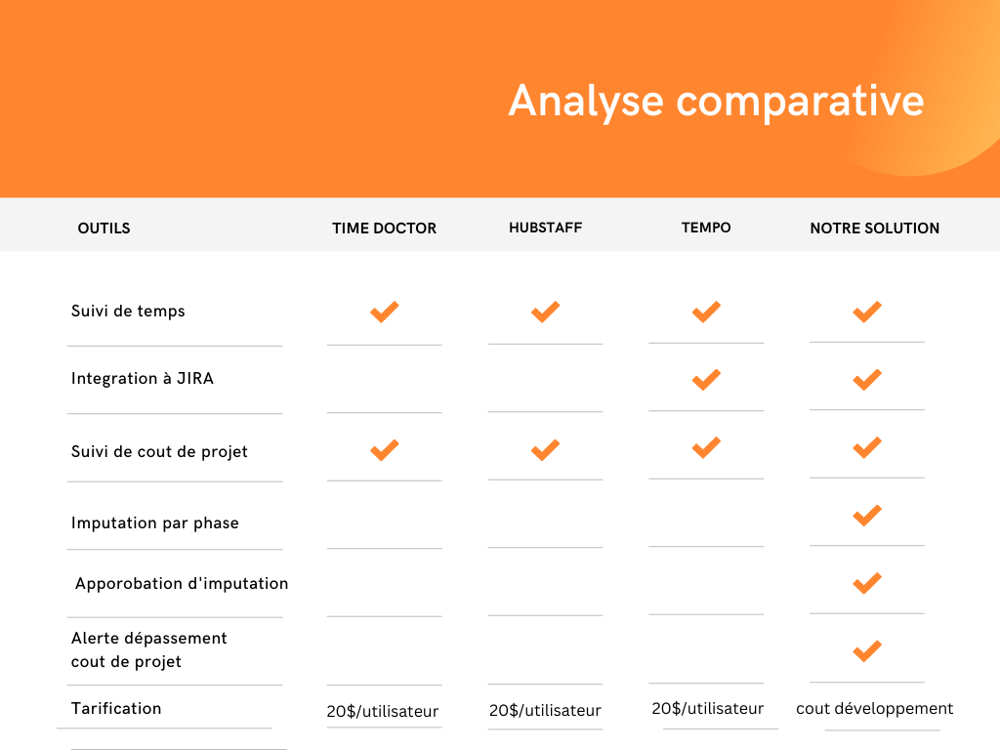 Analyse comparative
OUTILS TIME DOCTOR HUBSTAFF TEMPO NOTRE SOLUTION
Suivi de temps
Integration à JIRA
Suivi de cout de projet
Imputation par phase
Apporobation d'imputation
Alerte dépassement
cout de projet
Tarification 20$/utilisateur 20$/utilisateur 20$/utilisateur cout développement